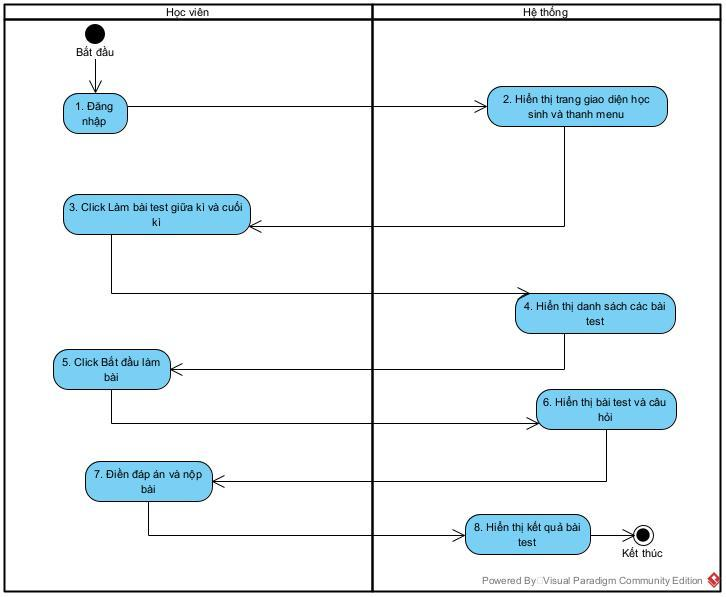 Học viên
Hệ thống
Bắt đầu
1. Đăng
nhập
2. Hiển thị trang giao diện học
sinh và thanh menu
3. Click Làm bài test giữa kì và cuối
kì
4. Hiển thị danh sách các bài
test
5. Click Bắt đầu làm
bài
6. Hiển thị bài test và câu
hỏi
7. Điền đáp án và nộp
bài
8. Hiển thị kết quả bài
test
Kết thúc
Powered By Visual Paradigm Community Edition